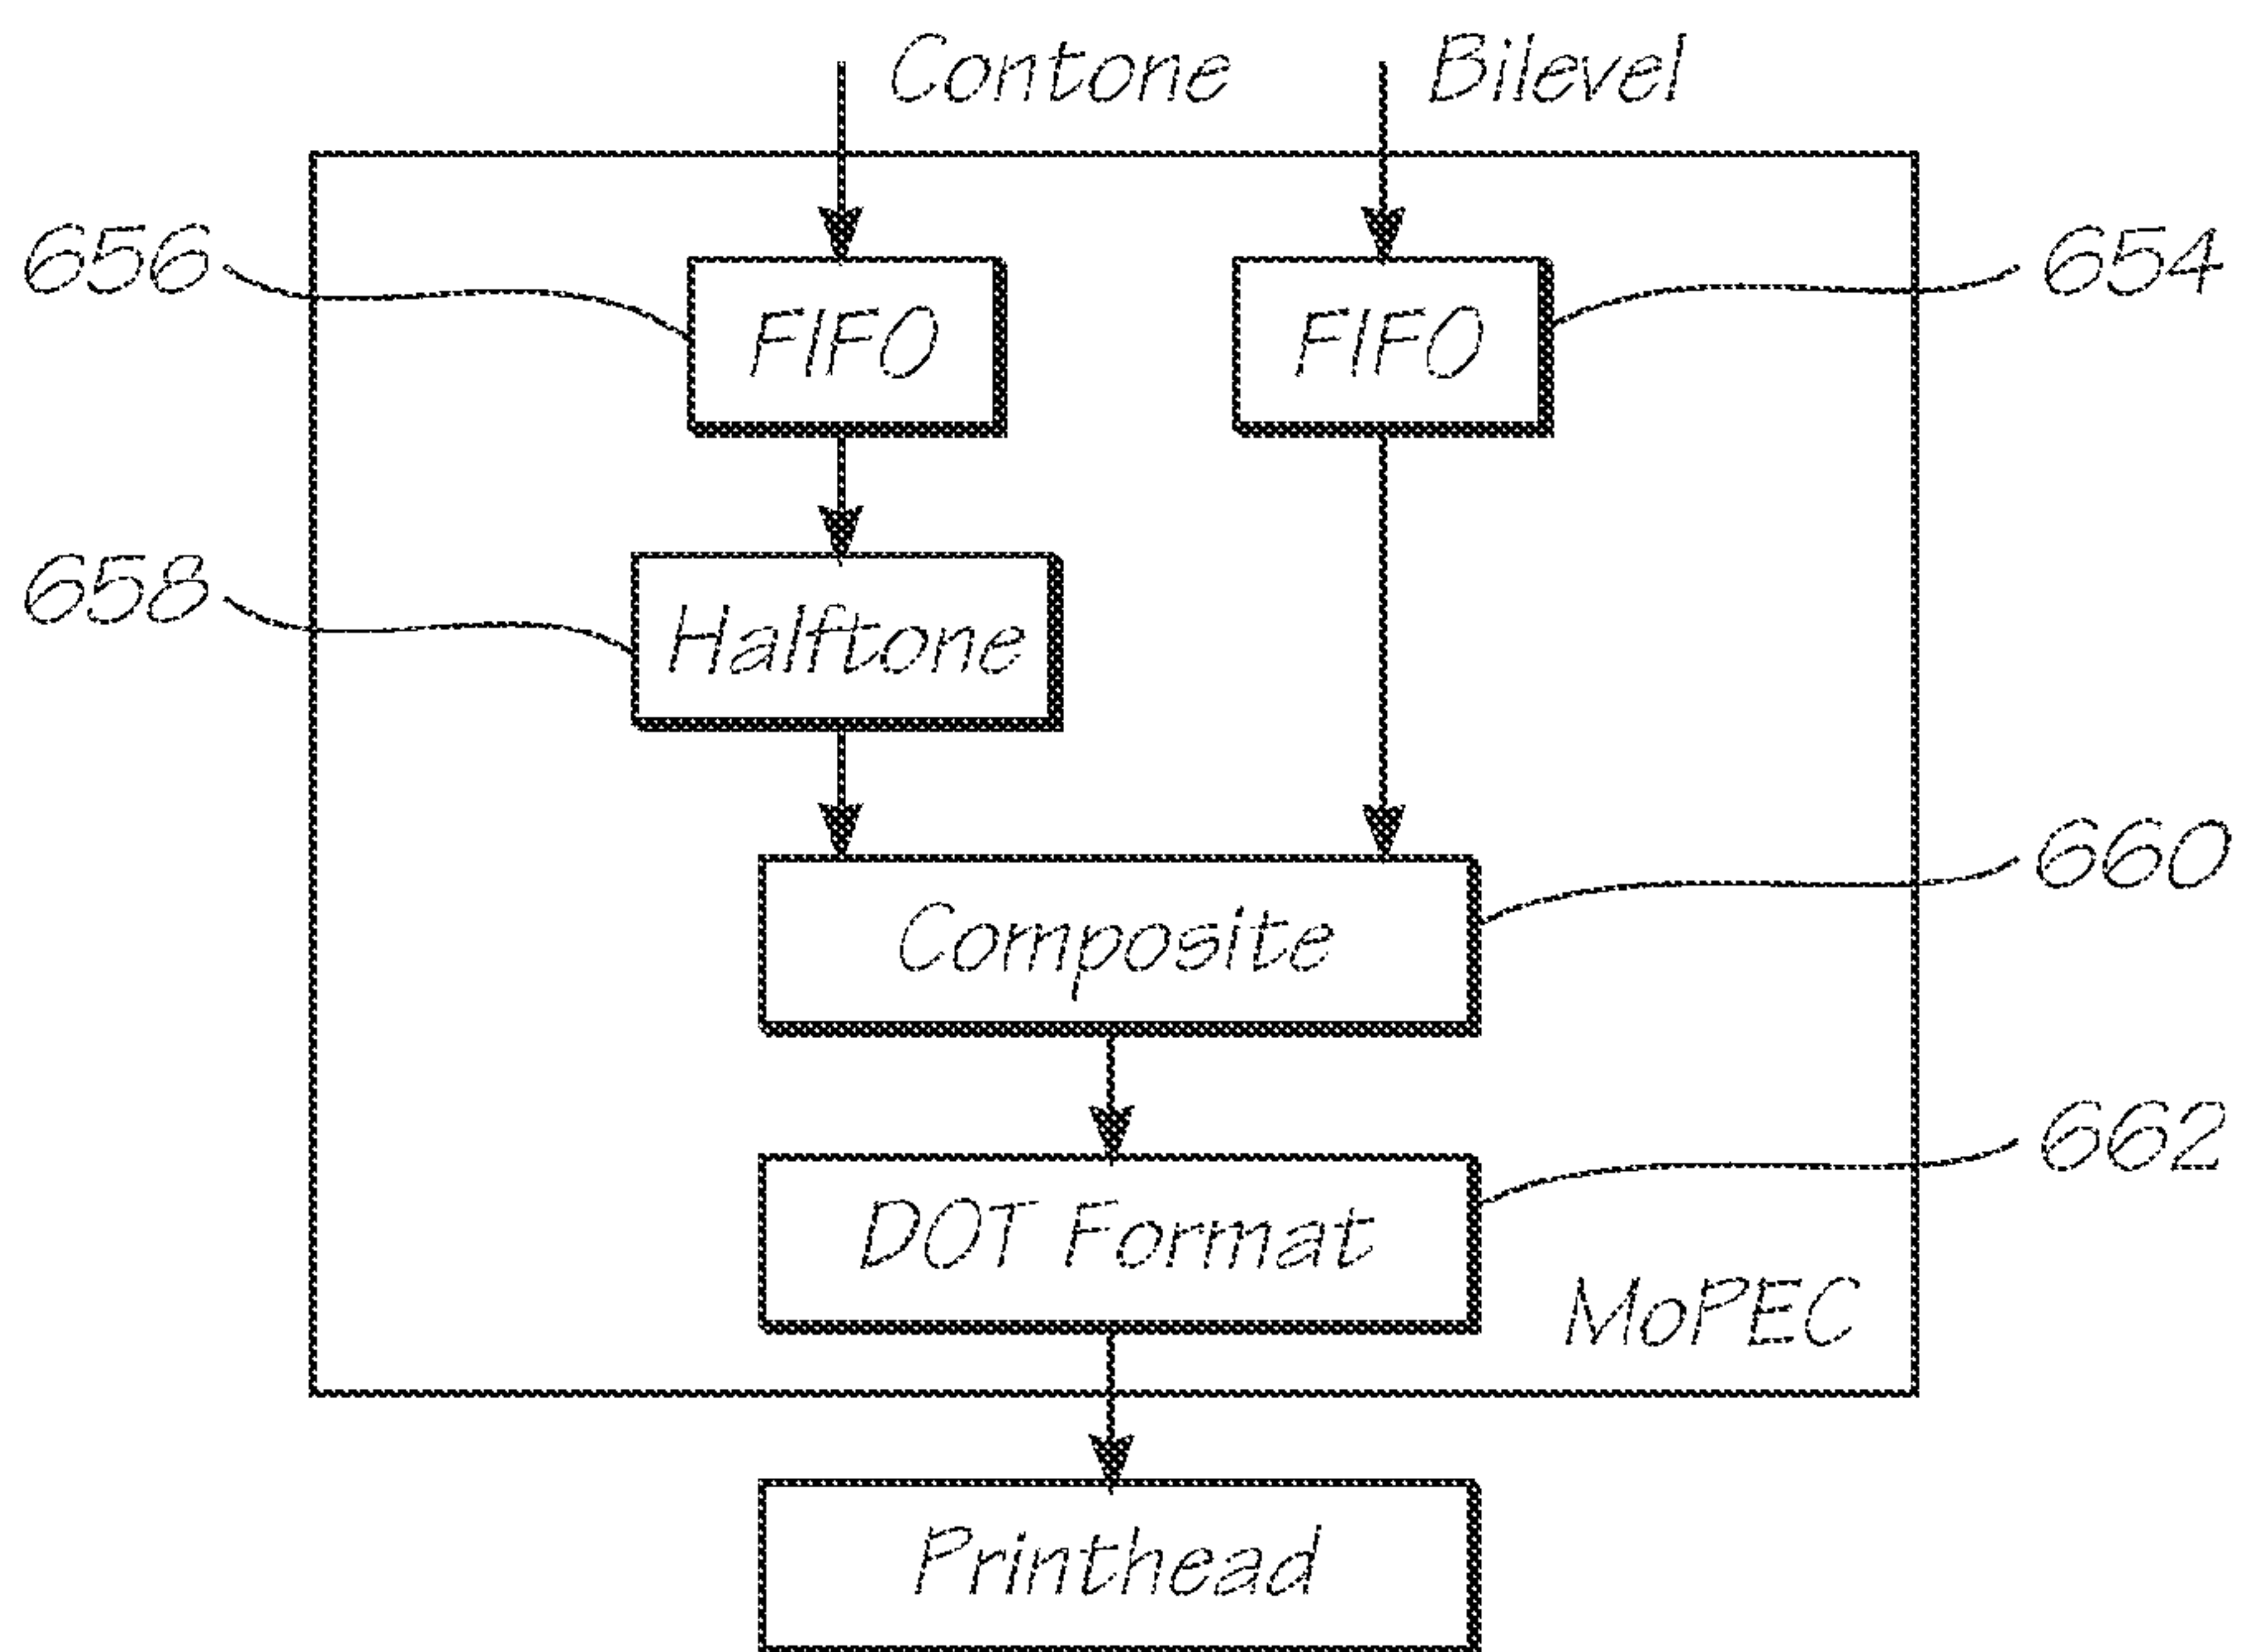 Contone
Bilevel
656
FIFO
FIFO
654
658
Halftone
660
Composite
662
DOT Format
MoPEC
Printhead